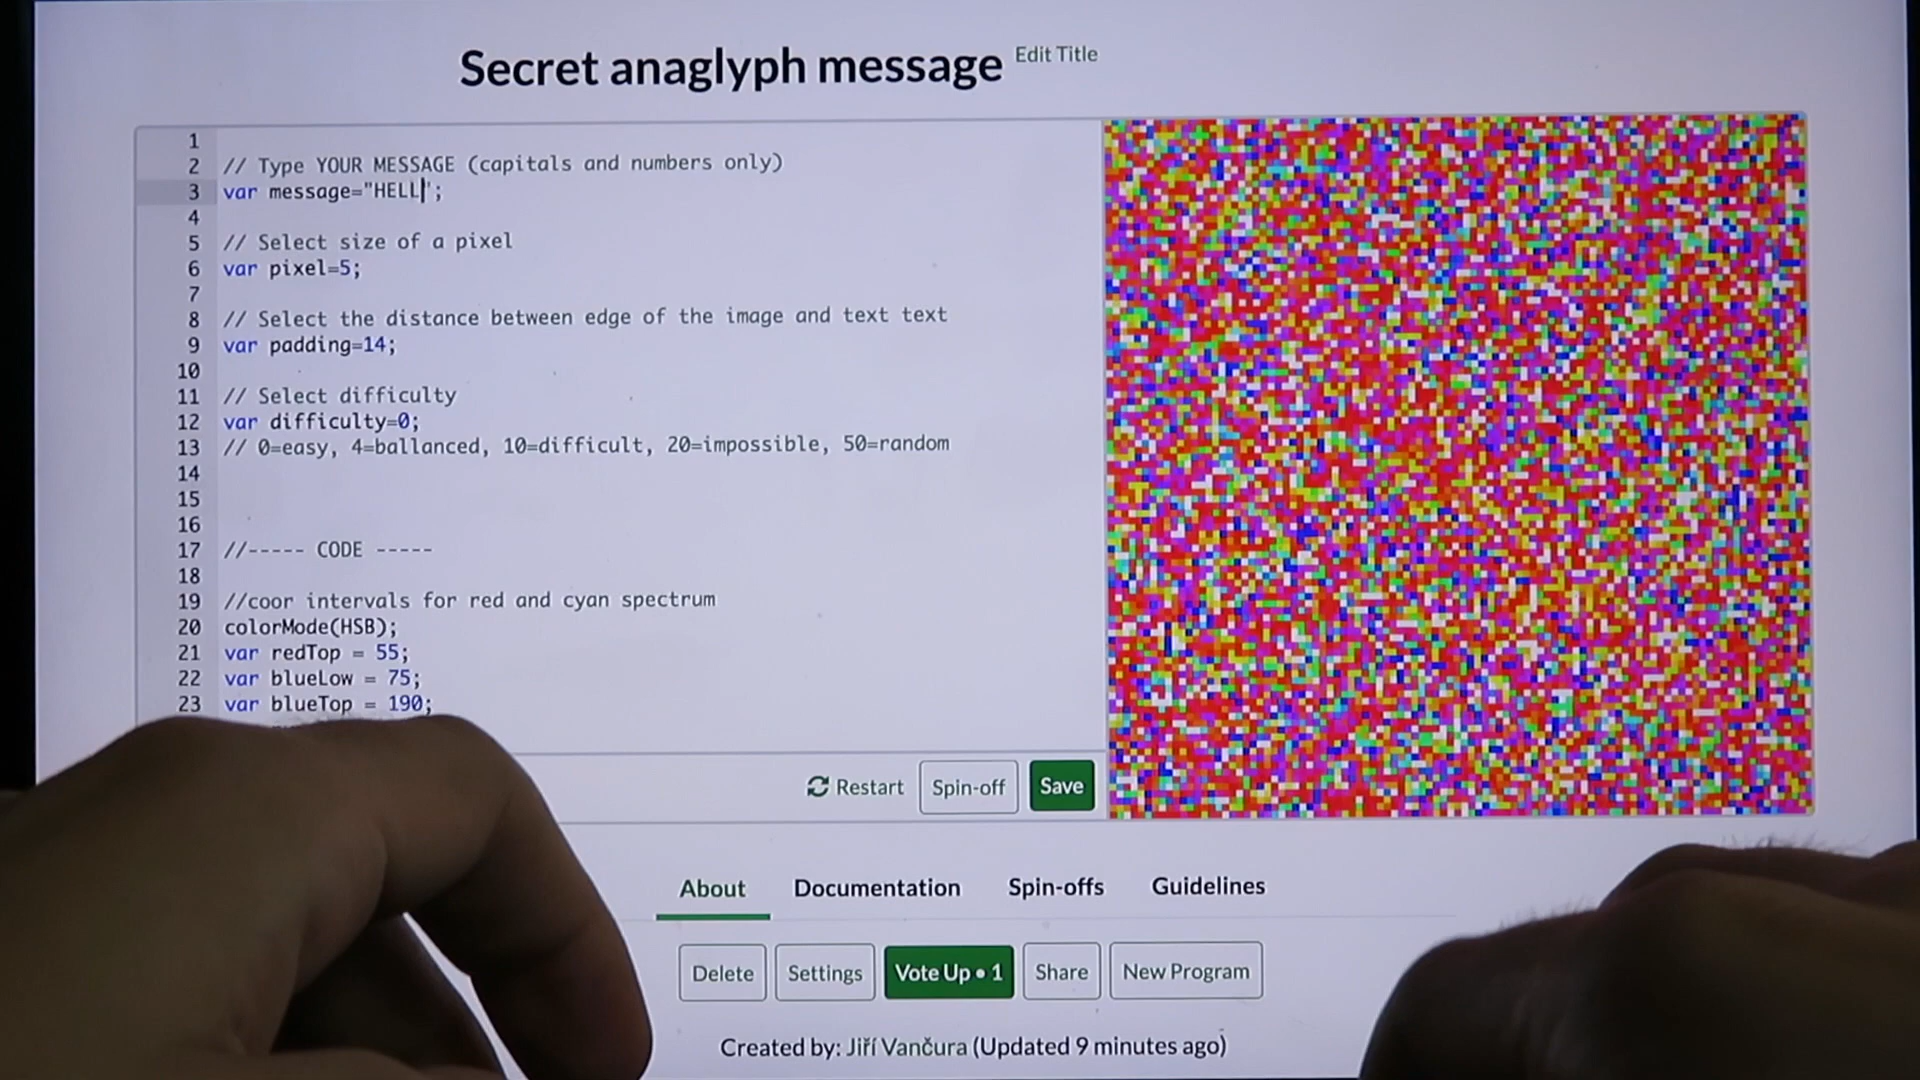 Secret anaglyph message Edit Title
1
2 // Type YOUR MESSAGE (capitals and numbers only)
3 var message="HELL";
4
5 // Select size of a pixel
6 var pixel=5;
7
8 // Select the distance between edge of the image and text text
9 var padding=14;
10
11 // Select difficulty
12 var difficulty=0;
13 // 0=easy, 4=ballanced, 10=difficult, 20=impossible, 50=random
14
15
16
17 //----- CODE -----
18
19 //coor intervals for red and cyan spectrum
20 colorMode(HSB);
21 var redTop = 55;
22 var blueLow = 75;
23 var blueTop = 190;
Restart Spin-off Save
About Documentation Spin-offs Guidelines
Delete Settings Vote Up • 1 Share New Program
Created by: Jiří Vančura (Updated 9 minutes ago)